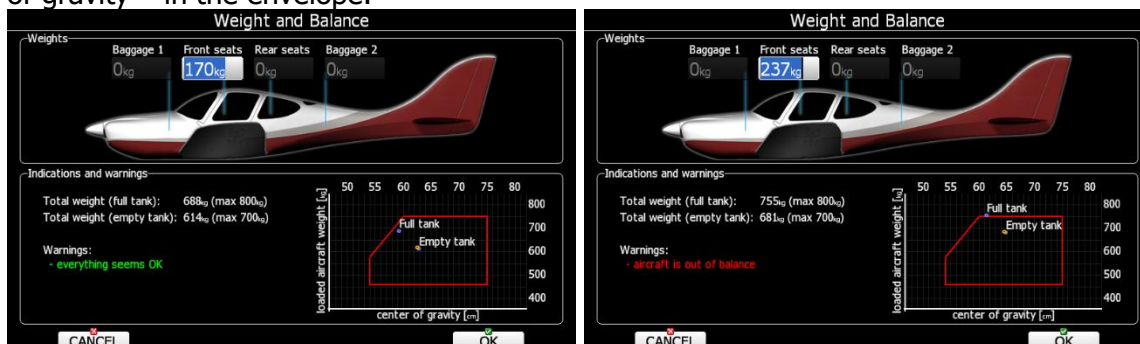 of gravity – in the envelope.
Weight and Balance
Weights
Baggage 1 Front seats Rear seats Baggage 2
0kg 170kg 0kg 0kg
Indications and warnings
Total weight (full tank): 688kg (max 800kg)
Total weight (empty tank): 614kg (max 700kg)
Warnings:
- everything seems OK
loaded aircraft weight [kg]
50 55 60 65 70 75 80
800
700
600
500
400
Full tank
Empty tank
center of gravity [cm]
CANCEL OK
Weight and Balance
Weights
Baggage 1 Front seats Rear seats Baggage 2
0kg 237kg 0kg 0kg
Indications and warnings
Total weight (full tank): 755kg (max 800kg)
Total weight (empty tank): 681kg (max 700kg)
Warnings:
- aircraft is out of balance
loaded aircraft weight [kg]
50 55 60 65 70 75 80
800
700
600
500
400
Full tank
Empty tank
center of gravity [cm]
CANCEL OK